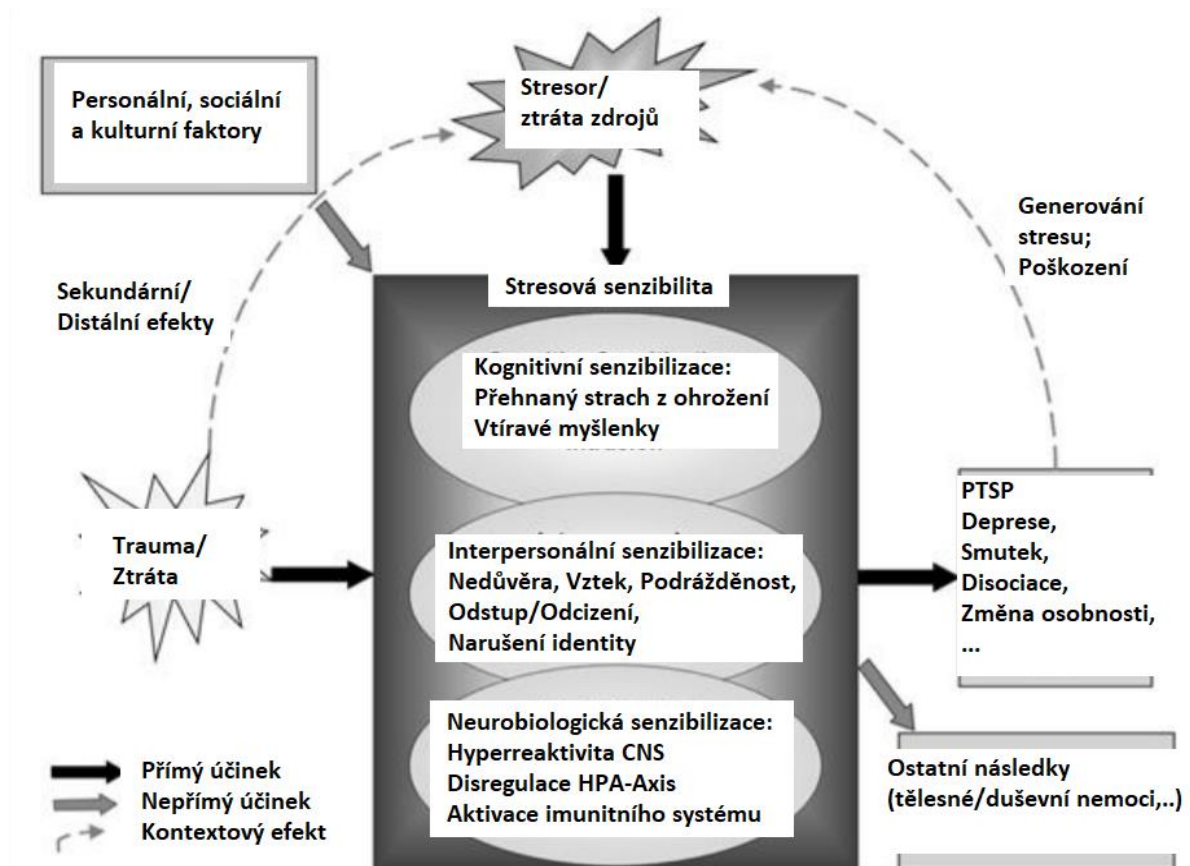 Personální, sociální
a kulturní faktory
Stresor/
ztráta zdrojů
Generování
stresu;
Poškození
Sekundární/
Distální efekty
Stresová senzibilita
Kognitivní senzibilizace:
Přehnaný strach z ohrožení
Vtíravé myšlenky
Trauma/
Ztráta
Interpersonální senzibilizace:
Nedůvěra, Vztek, Podrážděnost,
Odstup/Odcizení,
Narušení identity
PTSP
Deprese,
Smutek,
Disociace,
Změna osobnosti,
...
Neurobiologická senzibilizace:
Hyperreaktivita CNS
Disregulace HPA-Axis
Aktivace imunitního systému
Ostatní následky
(tělesné/duševní nemoci,..)
Přímý účinek
Nepřímý účinek
Kontextový efekt